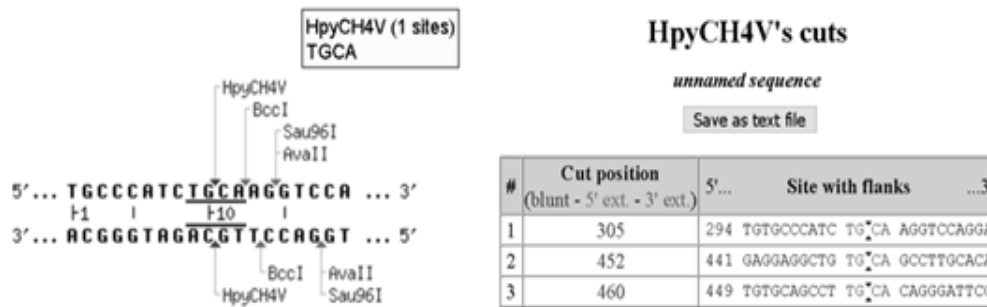 HpyCH4V (1 sites)
TGCA
HpyCH4V
BccI
Sau96I
AvaII
5′... TGCCCATCTGCAAGGTCCA ... 3′
1 10
3′... ACGGGTAGACGTTCCAGGT ... 5′
BccI AvaII
HpyCH4V Sau96I
HpyCH4V's cuts
unnamed sequence
Save as text file
# Cut position 5'... Site with flanks ...3
(blunt - 5' ext. - 3' ext.)
1 305 294 TGTGCCCATC TG CA AGGTCCAGGA
2 452 441 GAGGAGGCTG TG CA GCCTTGCACA
3 460 449 TGTGCAGCCT TG CA CAGGGATTCC